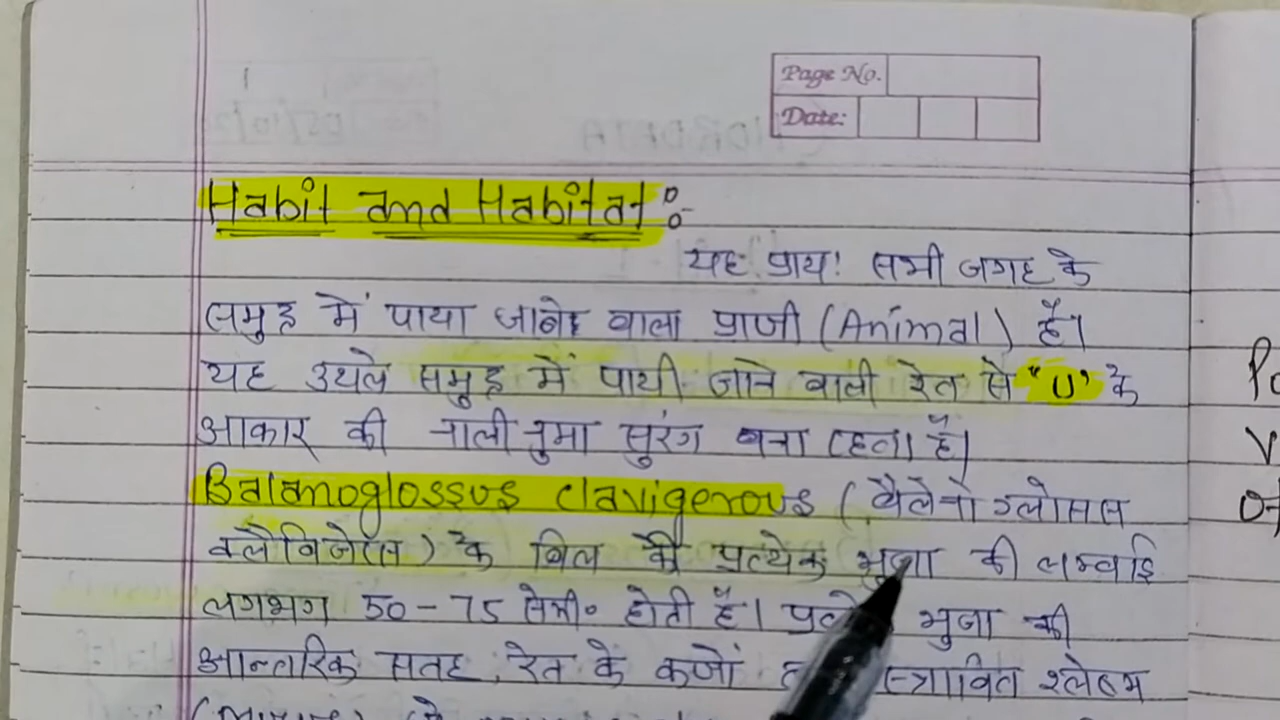 Page No.
Date:
Habit and Habitat :-
यह प्रायः सभी जगह के
समुद्र में पाया जाने वाला प्राणी (Animal) है।
यह उथले समुद्र में पायी जाने वाली रेत से "U" के
आकार की नाली नुमा सुरंग बना रहता है।
Balanoglossus clavigerous (बैलेनोग्लोसस
क्लैविजेरस) के बिल की प्रत्येक भुजा की लम्बाई
लगभग 50-75 सेमी० होती है। भुजा की
आन्तरिक सतह रेत के कणों स्त्रावित श्लेष्म